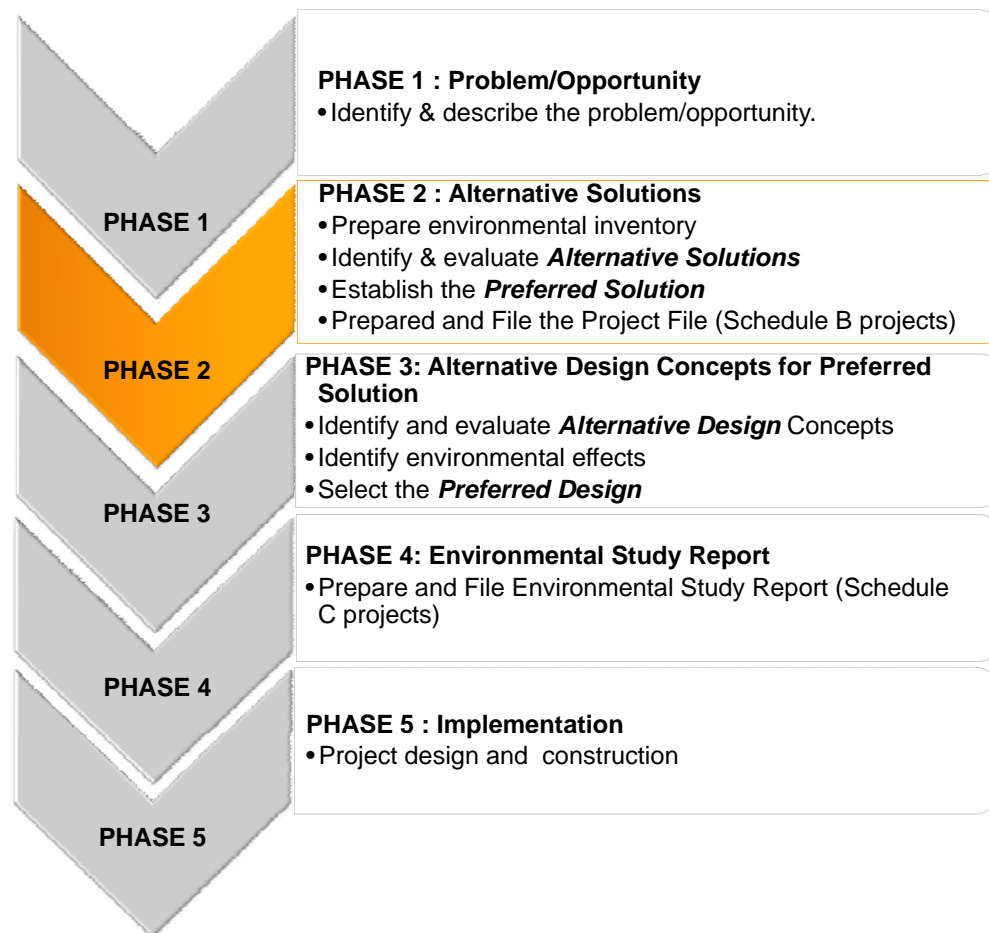 PHASE 1 : Problem/Opportunity
•Identify & describe the problem/opportunity.
PHASE 1
PHASE 2 : Alternative Solutions
•Prepare environmental inventory
•Identify & evaluate Alternative Solutions
•Establish the Preferred Solution
•Prepared and File the Project File (Schedule B projects)
PHASE 2
PHASE 3: Alternative Design Concepts for Preferred
Solution
•Identify and evaluate Alternative Design Concepts
•Identify environmental effects
•Select the Preferred Design
PHASE 3
PHASE 4: Environmental Study Report
•Prepare and File Environmental Study Report (Schedule
C projects)
PHASE 4
PHASE 5 : Implementation
•Project design and construction
PHASE 5